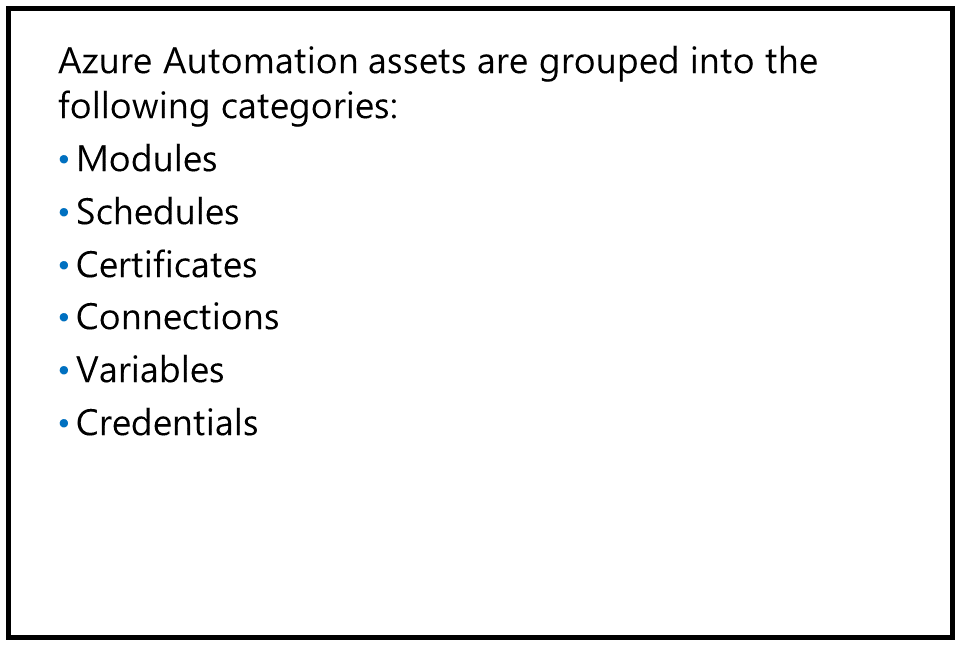 Azure Automation assets are grouped into the
following categories:
• Modules
• Schedules
• Certificates
• Connections
• Variables
• Credentials